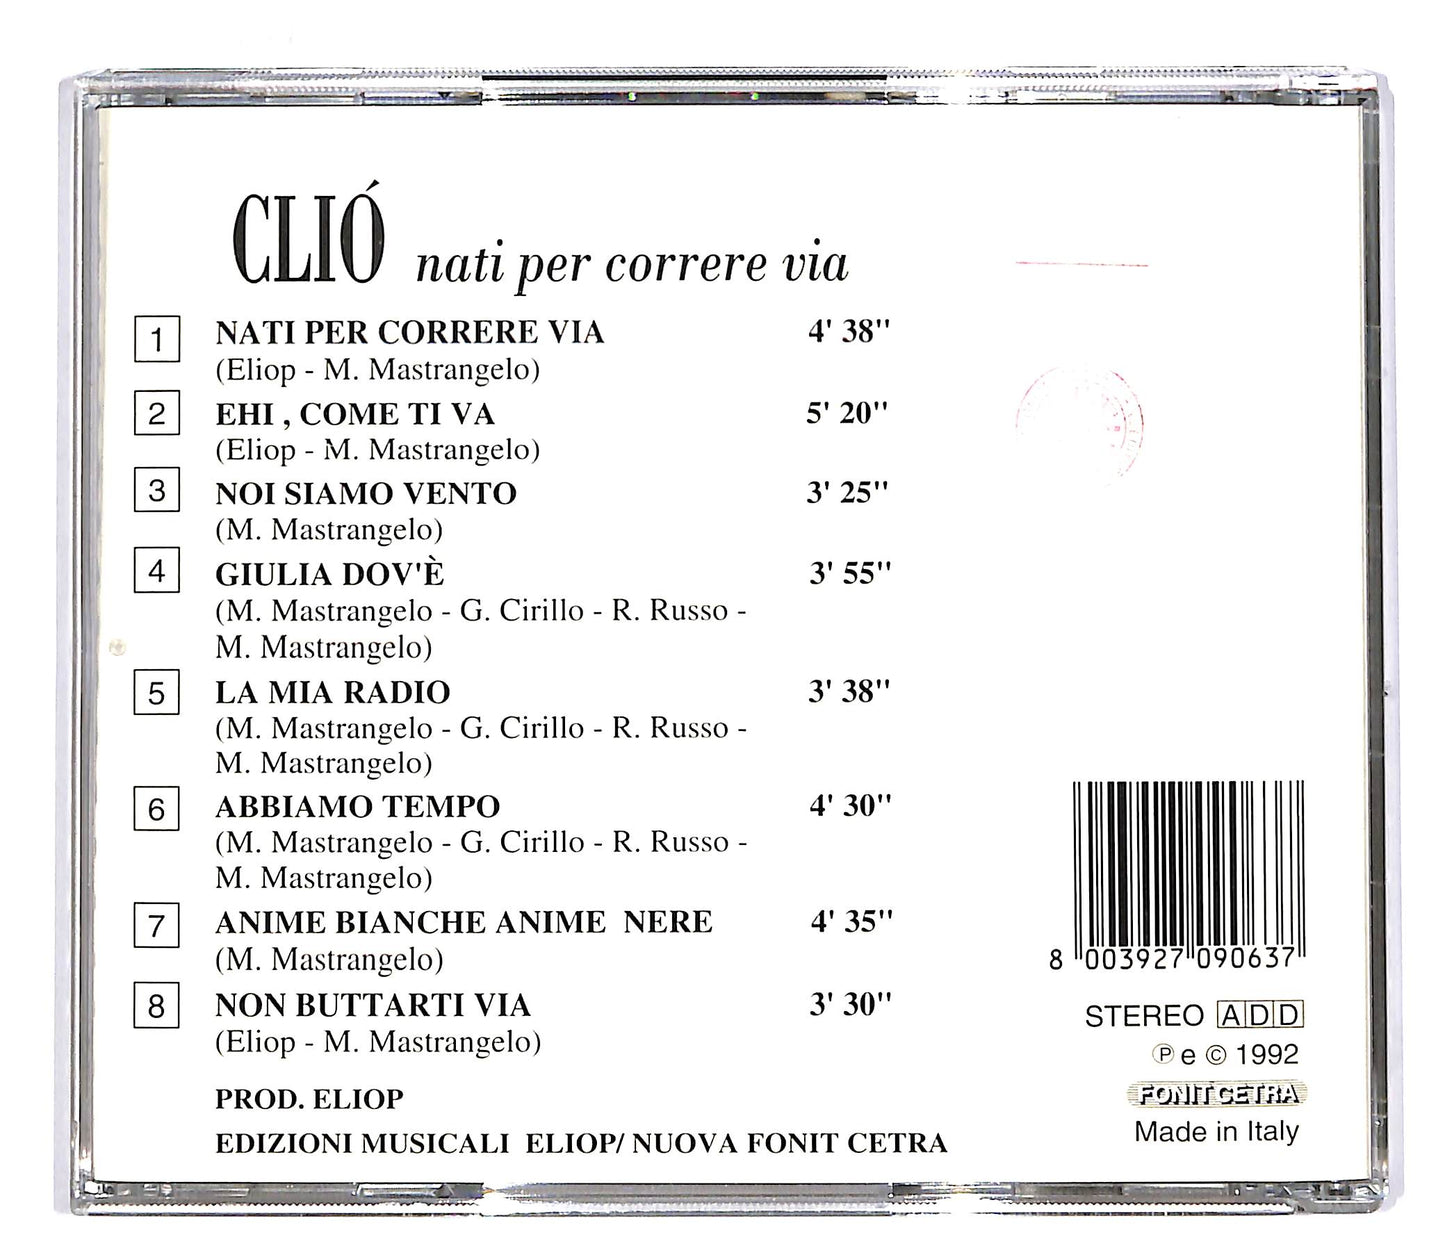 CLIÓ nati per correre via
1 NATI PER CORRERE VIA 4' 38"
(Eliop - M. Mastrangelo)
2 EHI , COME TI VA 5' 20"
(Eliop - M. Mastrangelo)
3 NOI SIAMO VENTO 3' 25"
(M. Mastrangelo)
4 GIULIA DOV'È 3' 55"
(M. Mastrangelo - G. Cirillo - R. Russo -
M. Mastrangelo)
5 LA MIA RADIO 3' 38"
(M. Mastrangelo - G. Cirillo - R. Russo -
M. Mastrangelo)
6 ABBIAMO TEMPO 4' 30"
(M. Mastrangelo - G. Cirillo - R. Russo -
M. Mastrangelo)
7 ANIME BIANCHE ANIME NERE 4' 35"
(M. Mastrangelo)
8 NON BUTTARTI VIA 3' 30"
(Eliop - M. Mastrangelo)
PROD. ELIOP
EDIZIONI MUSICALI ELIOP/ NUOVA FONIT CETRA
8 003927 090637
STEREO ADD
℗ e © 1992
FONIT CETRA
Made in Italy